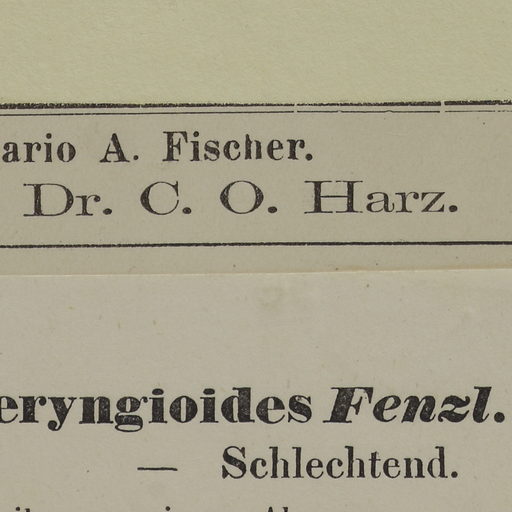 ario A. Fischer.
Dr. C. O. Harz.
eryngioides Fenzl.
— Schlechtend.